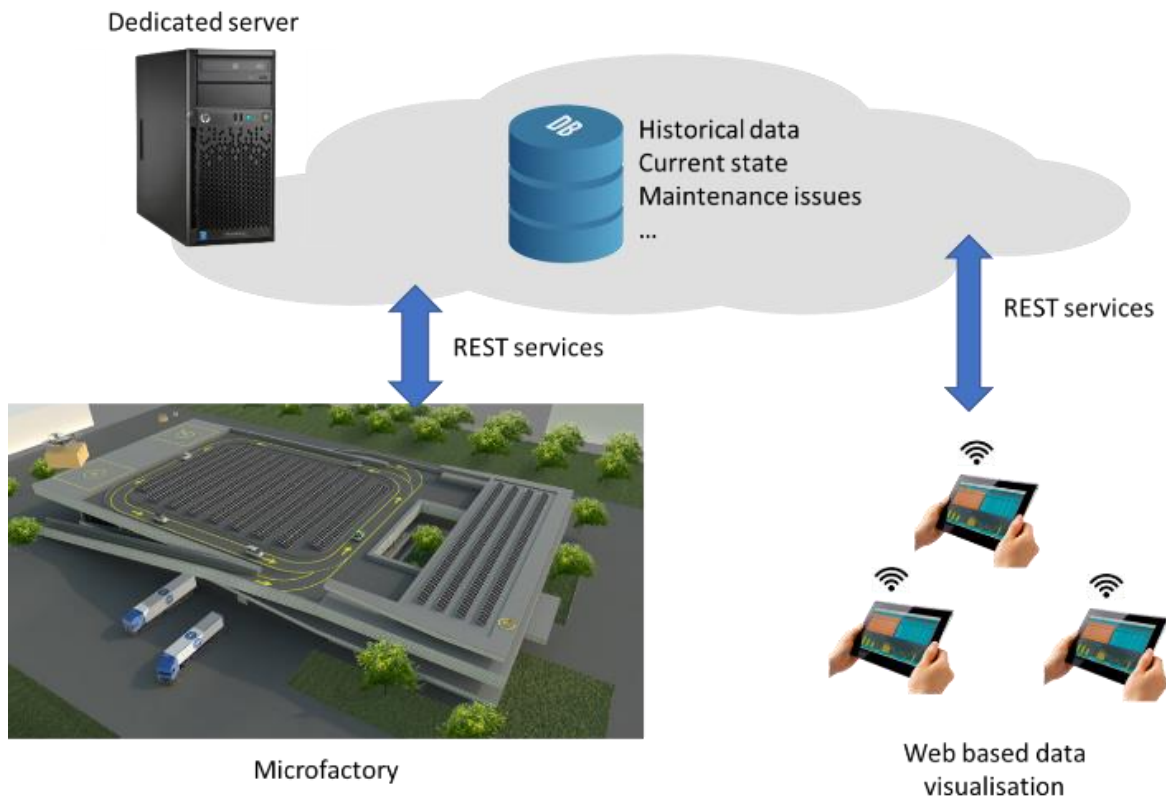 Dedicated server
DB
Historical data
Current state
Maintenance issues
...
REST services
REST services
Microfactory
Web based data
visualisation